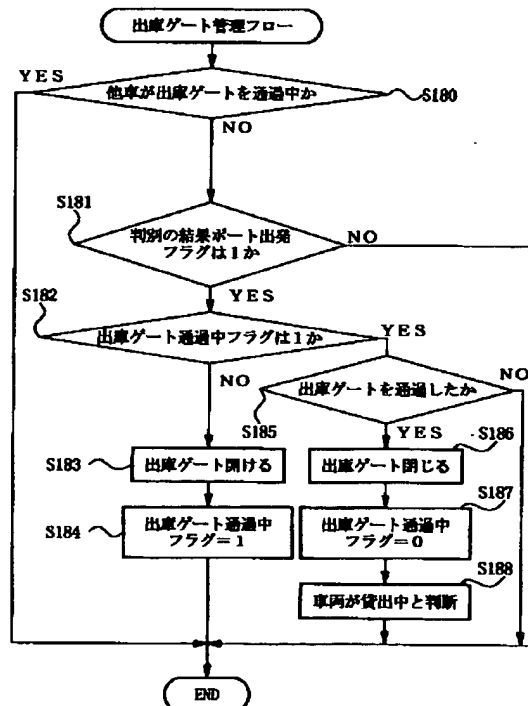 出庫ゲート管理フロー
YES
他車が出庫ゲートを通過中か
S180
NO
S181
判別の結果ポート出発
フラグは1か
NO
S182
YES
出庫ゲート通過中フラグは1か
YES
NO
出庫ゲートを通過したか
NO
S185
YES
S186
S183
出庫ゲート開ける
出庫ゲート閉じる
S187
S184
出庫ゲート通過中
フラグ=1
出庫ゲート通過中
フラグ=0
S188
車両が貸出中と判断
END